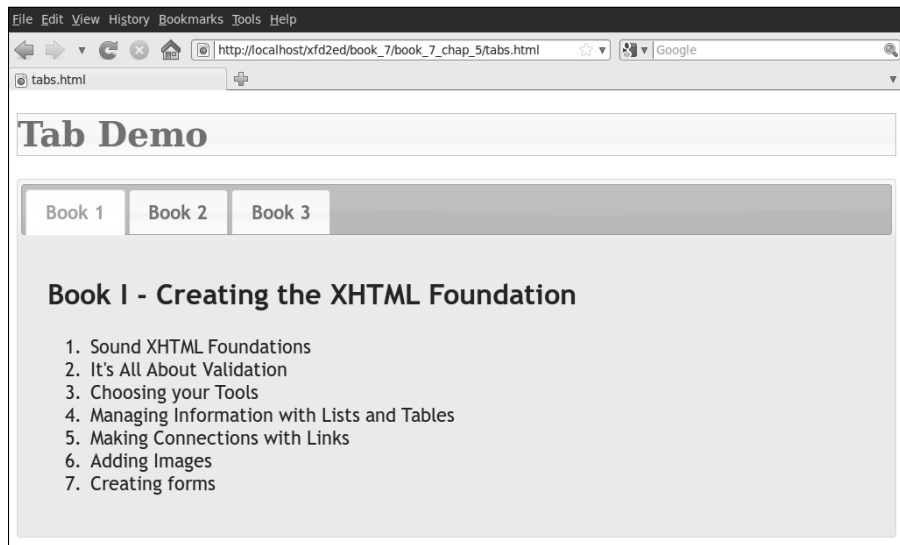 File Edit View History Bookmarks Tools Help
http://localhost/xfd2ed/book_7/book_7_chap_5/tabs.html Google
tabs.html
Tab Demo
Book 1 Book 2 Book 3
Book I - Creating the XHTML Foundation
1. Sound XHTML Foundations
2. It's All About Validation
3. Choosing your Tools
4. Managing Information with Lists and Tables
5. Making Connections with Links
6. Adding Images
7. Creating forms